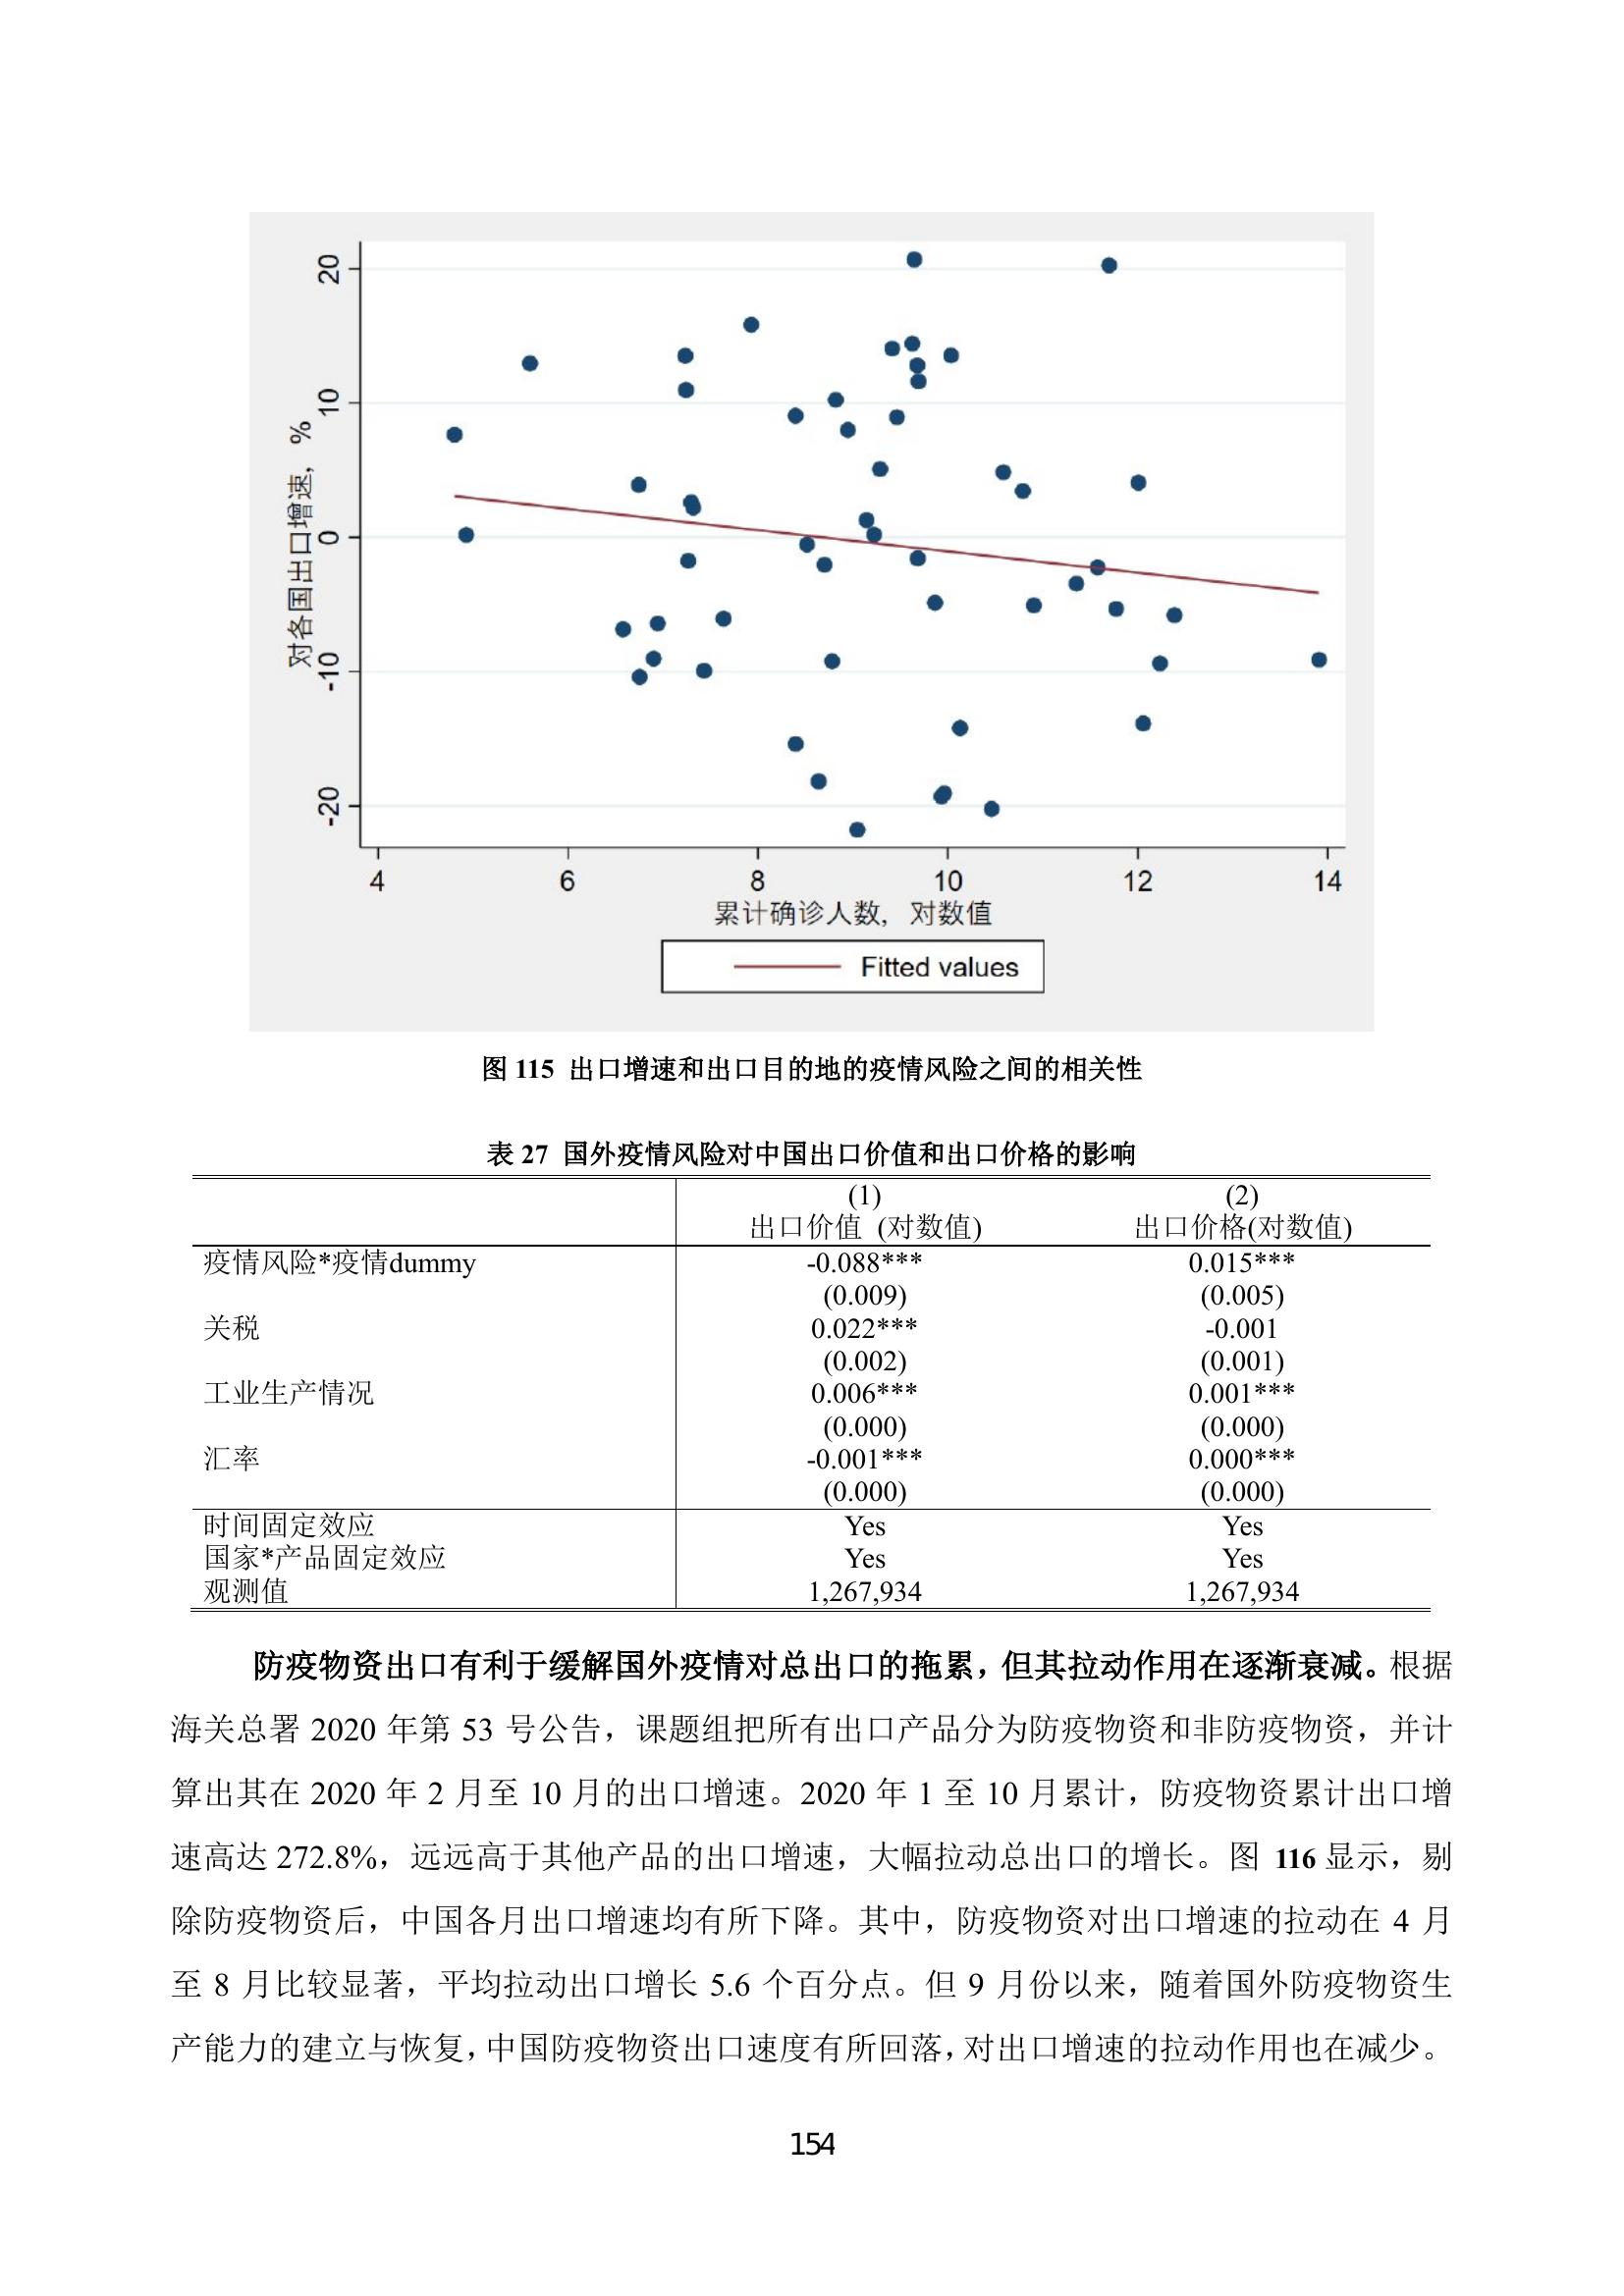 20
10
0
-10
-20
对各国出口增速，%
4 6 8 10 12 14
累计确诊人数，对数值
Fitted values
图 115 出口增速和出口目的地的疫情风险之间的相关性
表 27 国外疫情风险对中国出口价值和出口价格的影响
(1) (2)
出口价值 (对数值) 出口价格(对数值)
疫情风险*疫情dummy -0.088*** 0.015***
(0.009) (0.005)
关税 0.022*** -0.001
(0.002) (0.001)
工业生产情况 0.006*** 0.001***
(0.000) (0.000)
汇率 -0.001*** 0.000***
(0.000) (0.000)
时间固定效应 Yes Yes
国家*产品固定效应 Yes Yes
观测值 1,267,934 1,267,934
防疫物资出口有利于缓解国外疫情对总出口的拖累，但其拉动作用在逐渐衰减。根据
海关总署 2020 年第 53 号公告，课题组把所有出口产品分为防疫物资和非防疫物资，并计
算出其在 2020 年 2 月至 10 月的出口增速。2020 年 1 至 10 月累计，防疫物资累计出口增
速高达 272.8%，远远高于其他产品的出口增速，大幅拉动总出口的增长。图 116 显示，剔
除防疫物资后，中国各月出口增速均有所下降。其中，防疫物资对出口增速的拉动在 4 月
至 8 月比较显著，平均拉动出口增长 5.6 个百分点。但 9 月份以来，随着国外防疫物资生
产能力的建立与恢复，中国防疫物资出口速度有所回落，对出口增速的拉动作用也在减少。
154